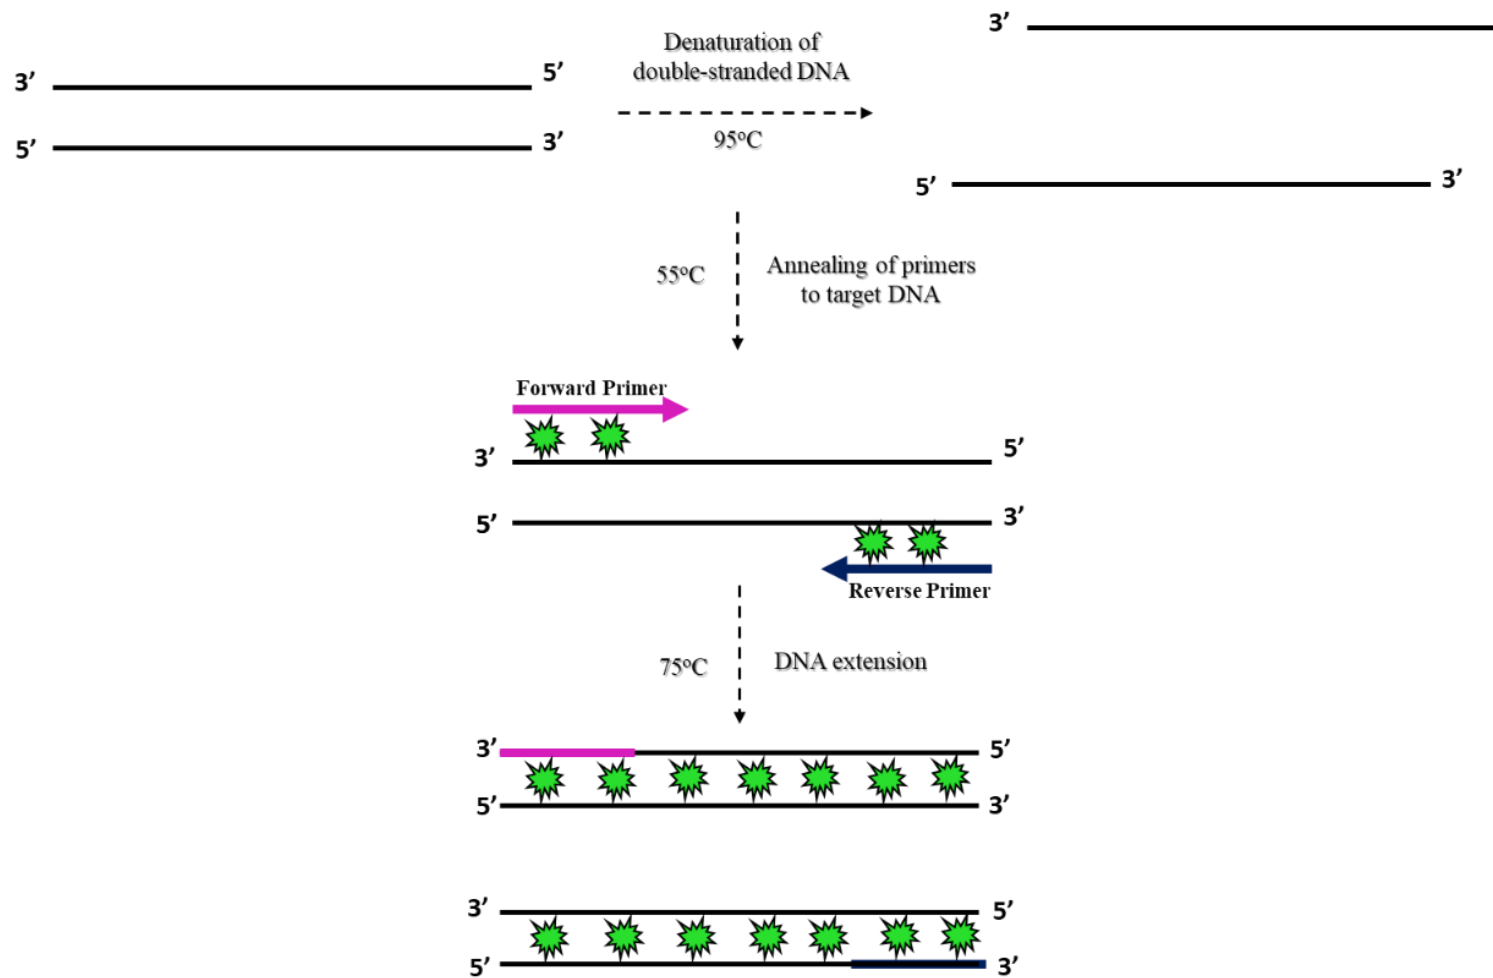 3’
5’
5’
3’
Denaturation of
double-stranded DNA
95°C
3’
5’
3’
55°C
Annealing of primers
to target DNA
Forward Primer
3’
5’
5’
3’
Reverse Primer
75°C
DNA extension
3’
5’
5’
3’
3’
5’
5’
3’